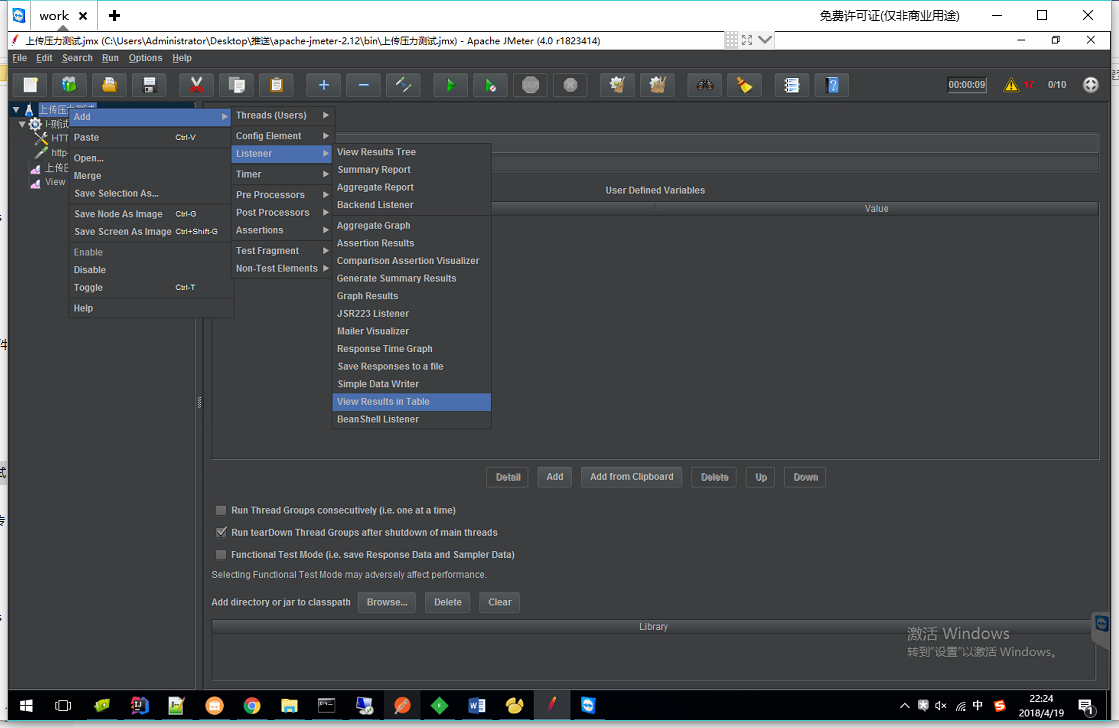 work
免费许可证(仅非商业用途)
上传压力测试.jmx (C:\Users\Administrator\Desktop\推送\apache-jmeter-2.12\bin\上传压力测试.jmx) - Apache JMeter (4.0 r1823414)
File Edit Search Run Options Help
00:00:09 17 0/10
上传压力测试
Add
Paste Ctrl-V
Open...
Merge
Save Selection As...
Save Node As Image Ctrl-G
Save Screen As Image Ctrl+Shift-G
Enable
Disable
Toggle Ctrl-T
Help
HTT
http-
View
Threads (Users)
Config Element
Listener
Timer
Pre Processors
Post Processors
Assertions
Test Fragment
Non-Test Elements
View Results Tree
Summary Report
Aggregate Report
Backend Listener
Aggregate Graph
Assertion Results
Comparison Assertion Visualizer
Generate Summary Results
Graph Results
JSR223 Listener
Mailer Visualizer
Response Time Graph
Save Responses to a file
Simple Data Writer
View Results in Table
BeanShell Listener
User Defined Variables
Value
Detail Add Add from Clipboard Delete Up Down
Run Thread Groups consecutively (i.e. one at a time)
Run tearDown Thread Groups after shutdown of main threads
Functional Test Mode (i.e. save Response Data and Sampler Data)
Selecting Functional Test Mode may adversely affect performance.
Add directory or jar to classpath Browse... Delete Clear
Library
激活 Windows
转到"设置"以激活 Windows。
中
22:24
2018/4/19
1